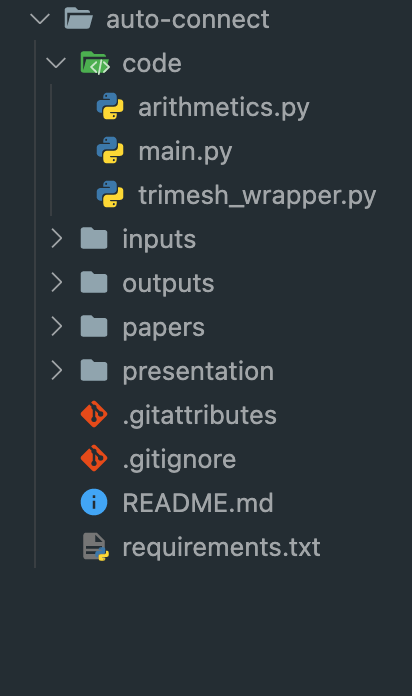 auto-connect
code
arithmetics.py
main.py
trimesh_wrapper.py
inputs
outputs
papers
presentation
.gitattributes
.gitignore
README.md
requirements.txt